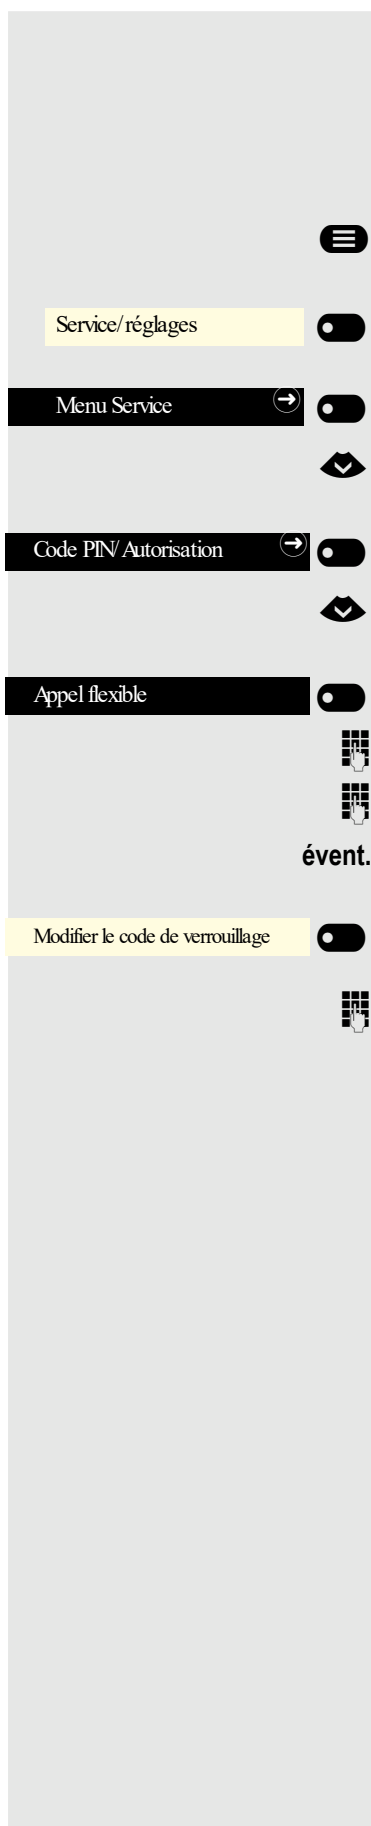 Service/réglages
Menu Service
Code PIN/Autorisation
Appel flexible
évent.
Modifier le code de verrouillage